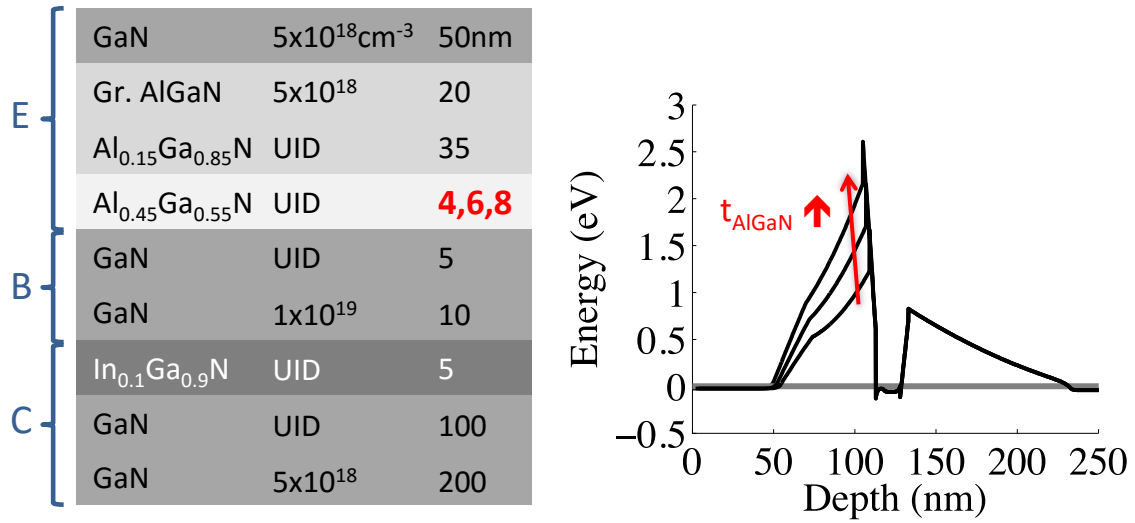 E
GaN 5x10¹⁸cm⁻³ 50nm
Gr. AlGaN 5x10¹⁸ 20
Al₀.₁₅Ga₀.₈₅N UID 35
Al₀.₄₅Ga₀.₅₅N UID 4,6,8
B
GaN UID 5
GaN 1x10¹⁹ 10
C
In₀.₁Ga₀.₉N UID 5
GaN UID 100
GaN 5x10¹⁸ 200
Energy (eV)
3
2.5
2
1.5
1
0.5
0
−0.5
t_AlGaN
0 50 100 150 200 250
Depth (nm)